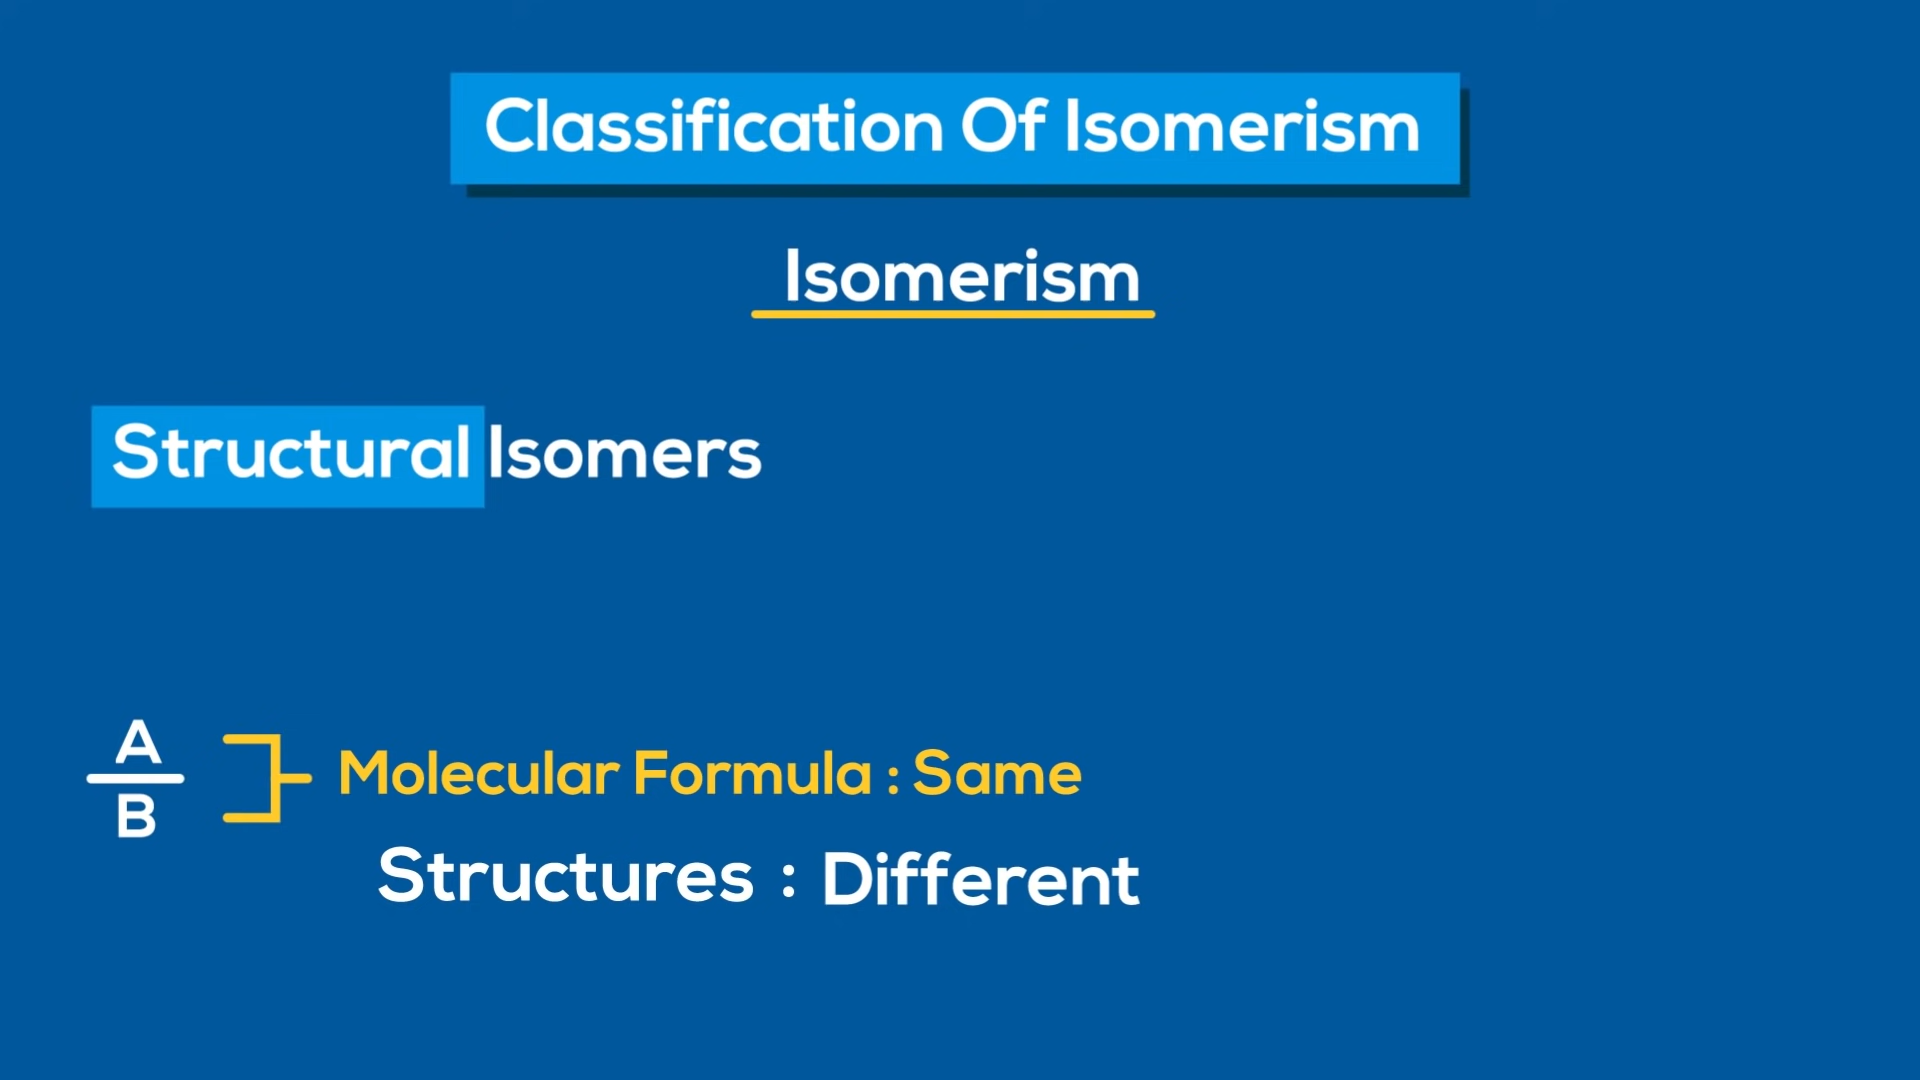 Classification Of Isomerism
Isomerism
Structural Isomers
A
B
Molecular Formula : Same
Structures : Different